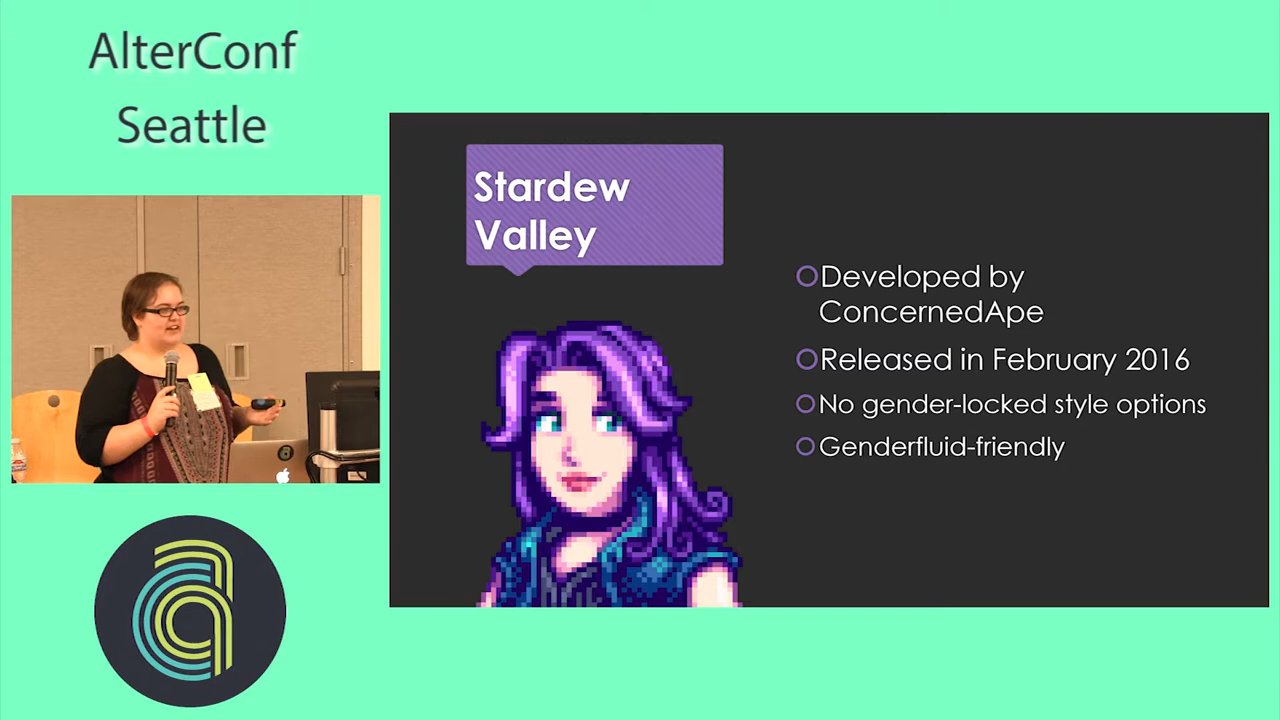 AlterConf
Seattle
Stardew
Valley
Developed by
ConcernedApe
Released in February 2016
No gender-locked style options
Genderfluid-friendly